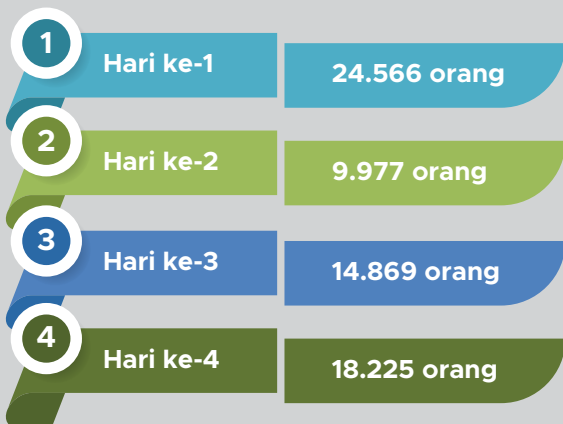 1
Hari ke-1
24.566 orang
2
Hari ke-2
9.977 orang
3
Hari ke-3
14.869 orang
4
Hari ke-4
18.225 orang